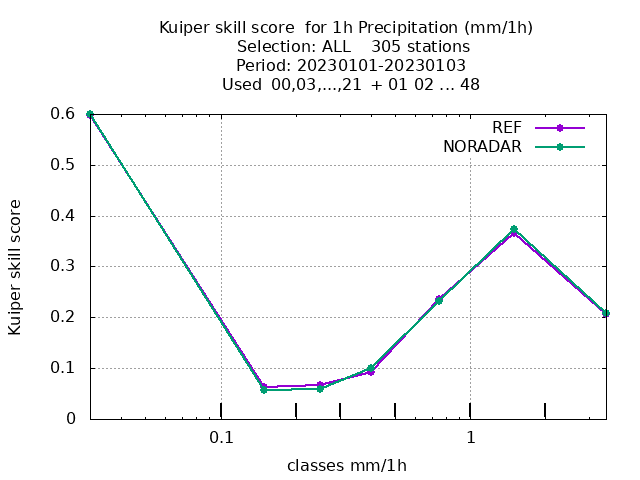 Kuiper skill score  for 1h Precipitation (mm/1h)
Selection: ALL    305 stations
Period: 20230101-20230103
Used  00,03,...,21  + 01 02 ... 48
REF
NORADAR
Kuiper skill score
0.6
0.5
0.4
0.3
0.2
0.1
0
0.1
1
classes mm/1h